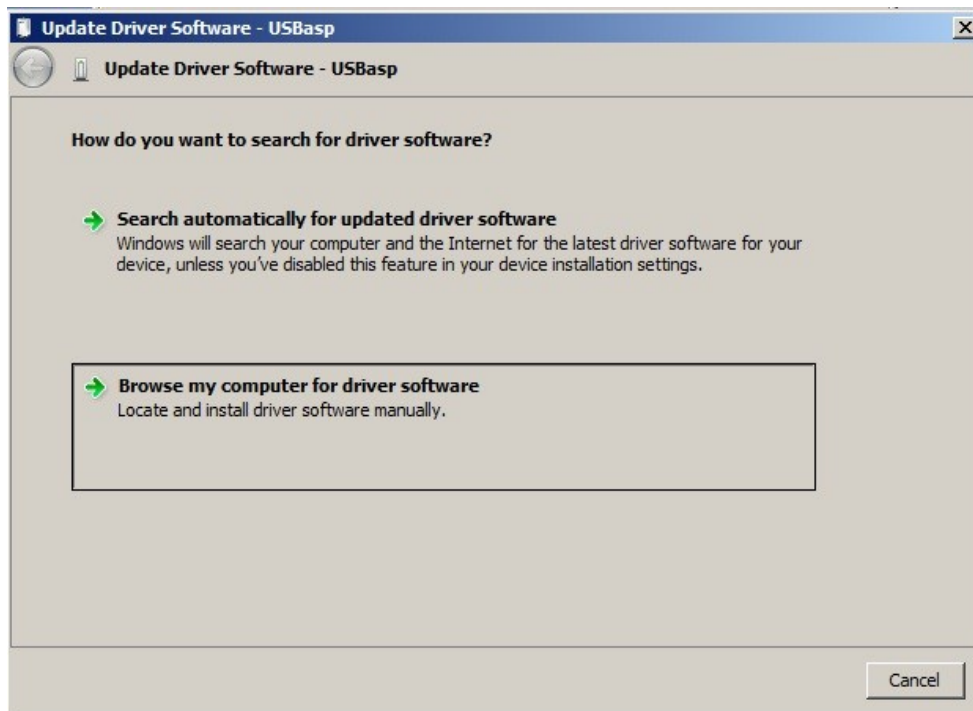 Update Driver Software - USBasp
Update Driver Software - USBasp
How do you want to search for driver software?
Search automatically for updated driver software
Windows will search your computer and the Internet for the latest driver software for your
device, unless you've disabled this feature in your device installation settings.
Browse my computer for driver software
Locate and install driver software manually.
Cancel